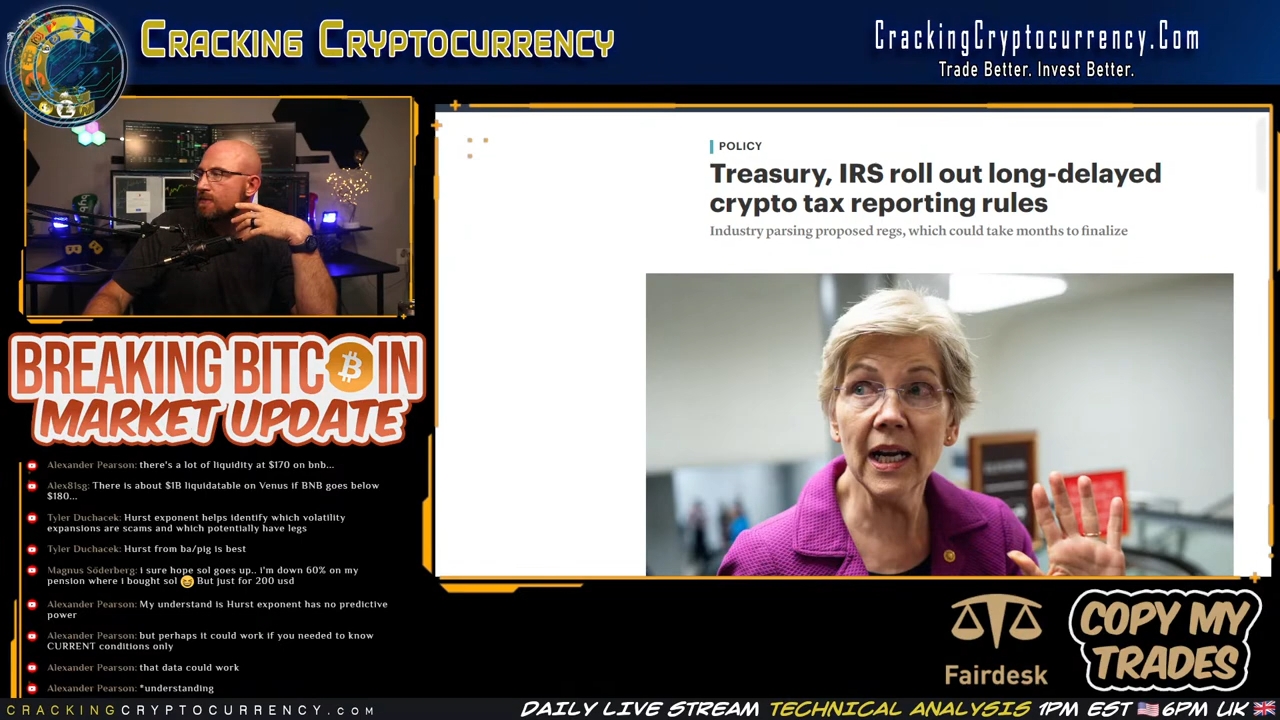 CRACKING CRYPTOCURRENCY
CrackingCryptocurrency.Com
Trade Better. Invest Better.
POLICY
Treasury, IRS roll out long-delayed
crypto tax reporting rules
Industry parsing proposed regs, which could take months to finalize
BREAKING BITCOIN
MARKET UPDATE
Alexander Pearson: there's a lot of liquidity at $170 on bnb...
Alex81sg: There is about $1B liquidatable on Venus if BNB goes below
$180...
Tyler Duchacek: Hurst exponent helps identify which volatility
expansions are scams and which potentially have legs
Tyler Duchacek: Hurst from ba/pig is best
Magnus Söderberg: i sure hope sol goes up.. i'm down 60% on my
pension where i bought sol 😅 But just for 200 usd
Alexander Pearson: My understand is Hurst exponent has no predictive
power
Alexander Pearson: but perhaps it could work if you needed to know
CURRENT conditions only
Alexander Pearson: that data could work
Alexander Pearson: *understanding
Fairdesk
COPY MY
TRADES
CRACKINGCRYPTOCURRENCY.com
DAILY LIVE STREAM TECHNICAL ANALYSIS 1PM EST 🇺🇸 6PM UK 🇬🇧